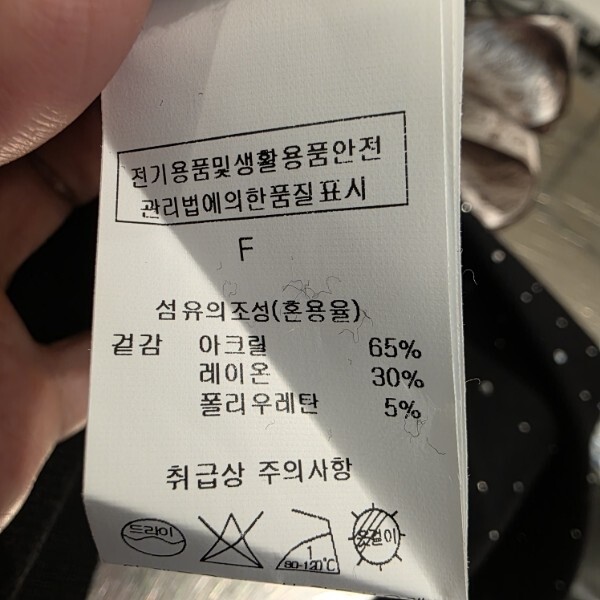 전기용품및생활용품안전
관리법에의한품질표시
F
섬유의조성(혼용율)
겉감 아크릴 65%
레이온 30%
폴리우레탄 5%
취급상 주의사항
드라이
1
80-120℃
옷걸이